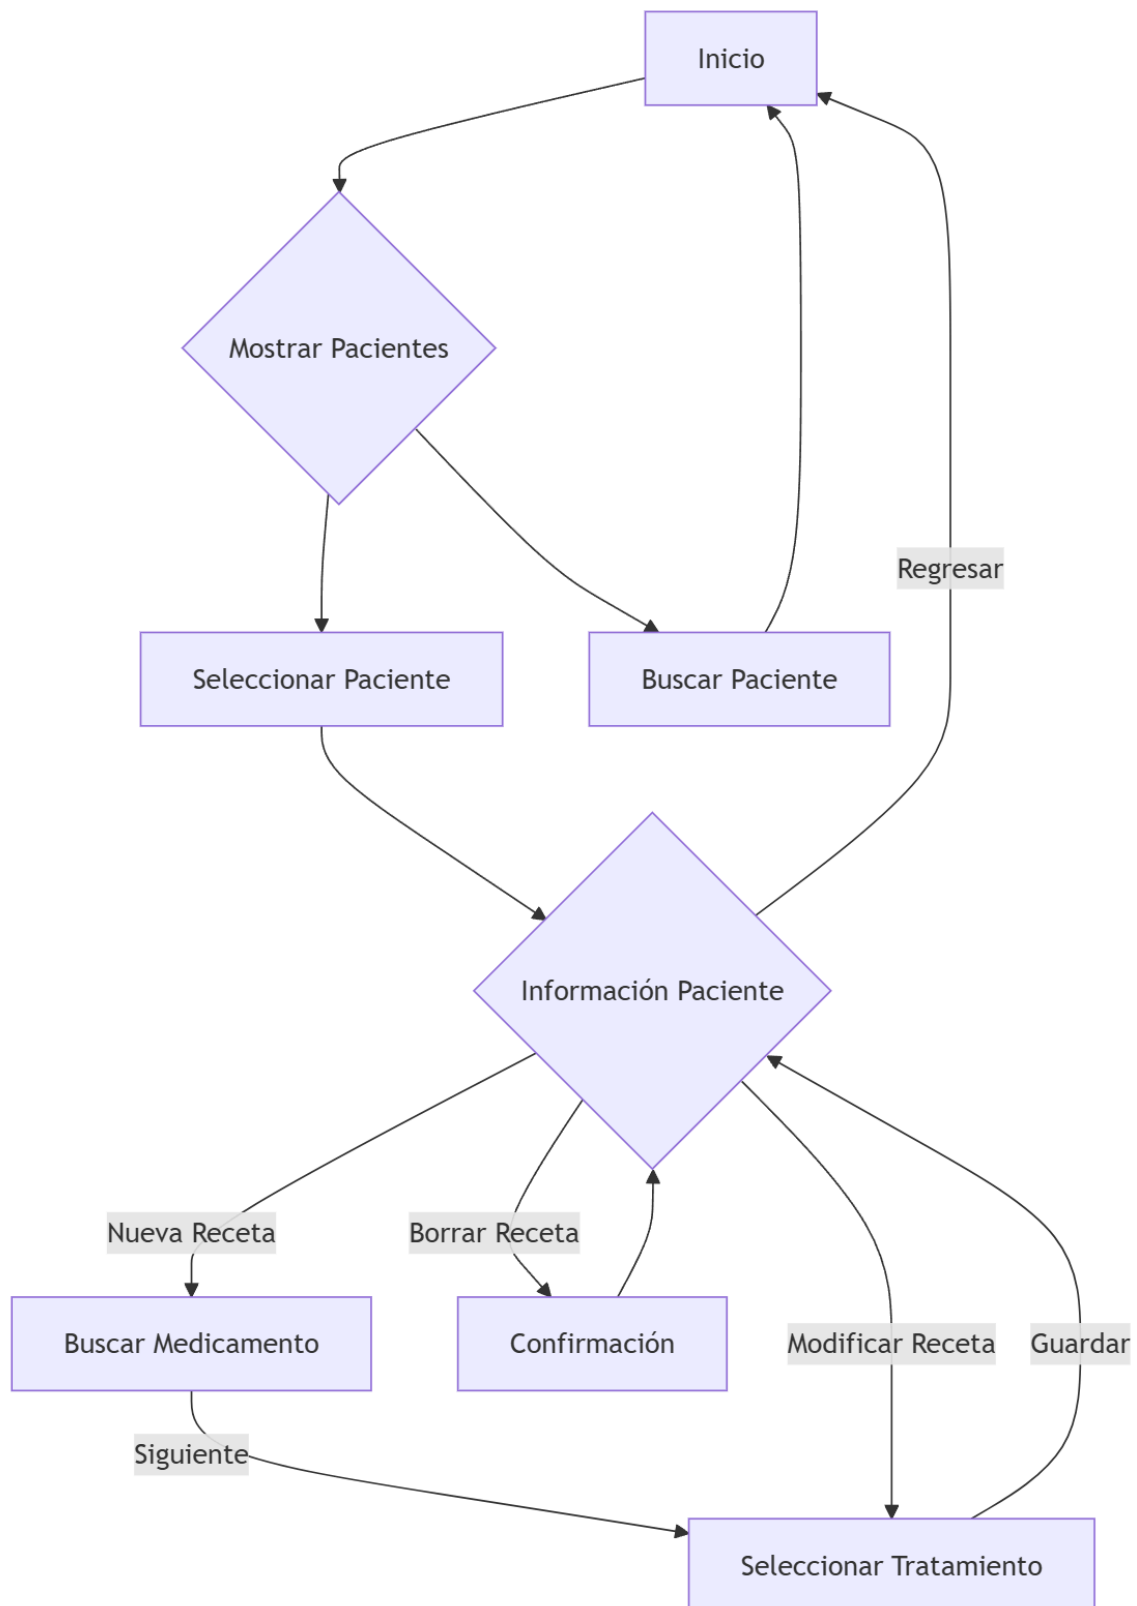 Inicio
Mostrar Pacientes
Regresar
Seleccionar Paciente
Buscar Paciente
Información Paciente
Nueva Receta
Borrar Receta
Buscar Medicamento
Confirmación
Modificar Receta
Guardar
Siguiente
Seleccionar Tratamiento